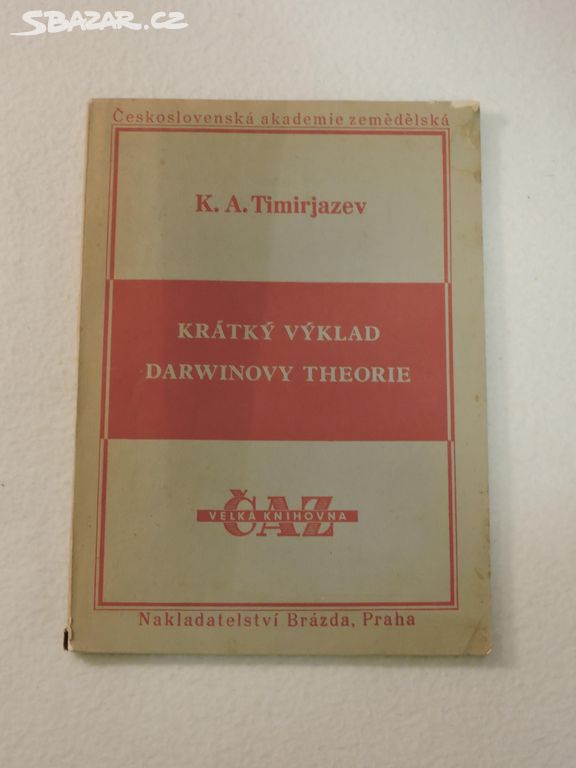 SBAZAR.CZ
Československá akademie zemědělská
K. A. Timirjazev
KRÁTKÝ VÝKLAD
DARWINOVY THEORIE
ČAZ
VELKÁ KNIHOVNA
Nakladatelství Brázda, Praha